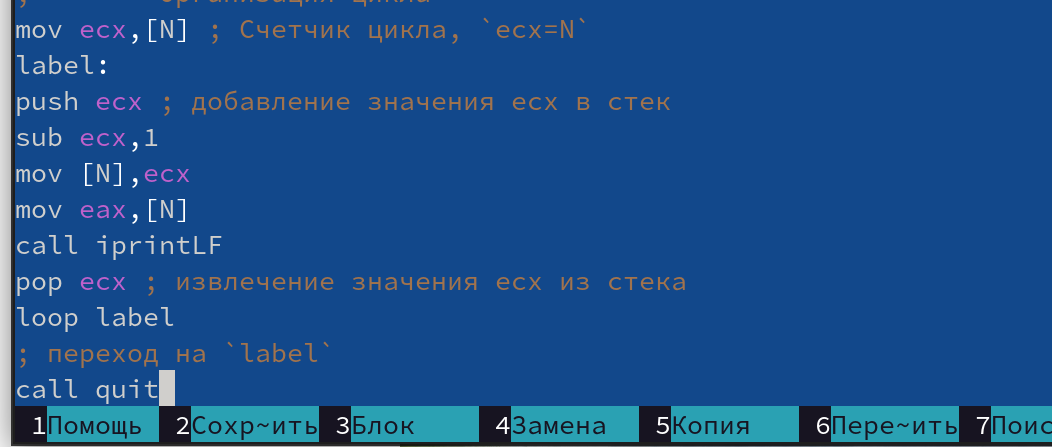 ; организация цикла
mov ecx,[N] ; Счетчик цикла, `ecx=N`
label:
push ecx ; добавление значения ecx в стек
sub ecx,1
mov [N],ecx
mov eax,[N]
call iprintLF
pop ecx ; извлечение значения ecx из стека
loop label
; переход на `label`
call quit
1Помощь 2Сохр~ить 3Блок 4Замена 5Копия 6Пере~ить 7Поис